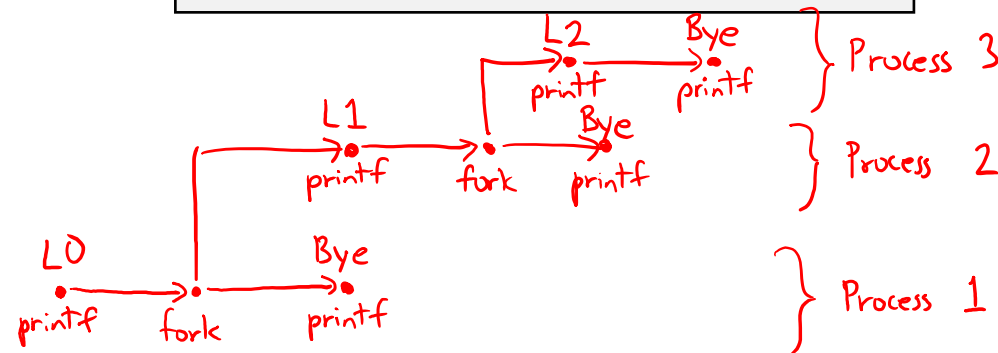 L2 Bye
printf printf
Process 3
L1 Bye
printf fork printf
Process 2
L0 Bye
printf fork printf
Process 1